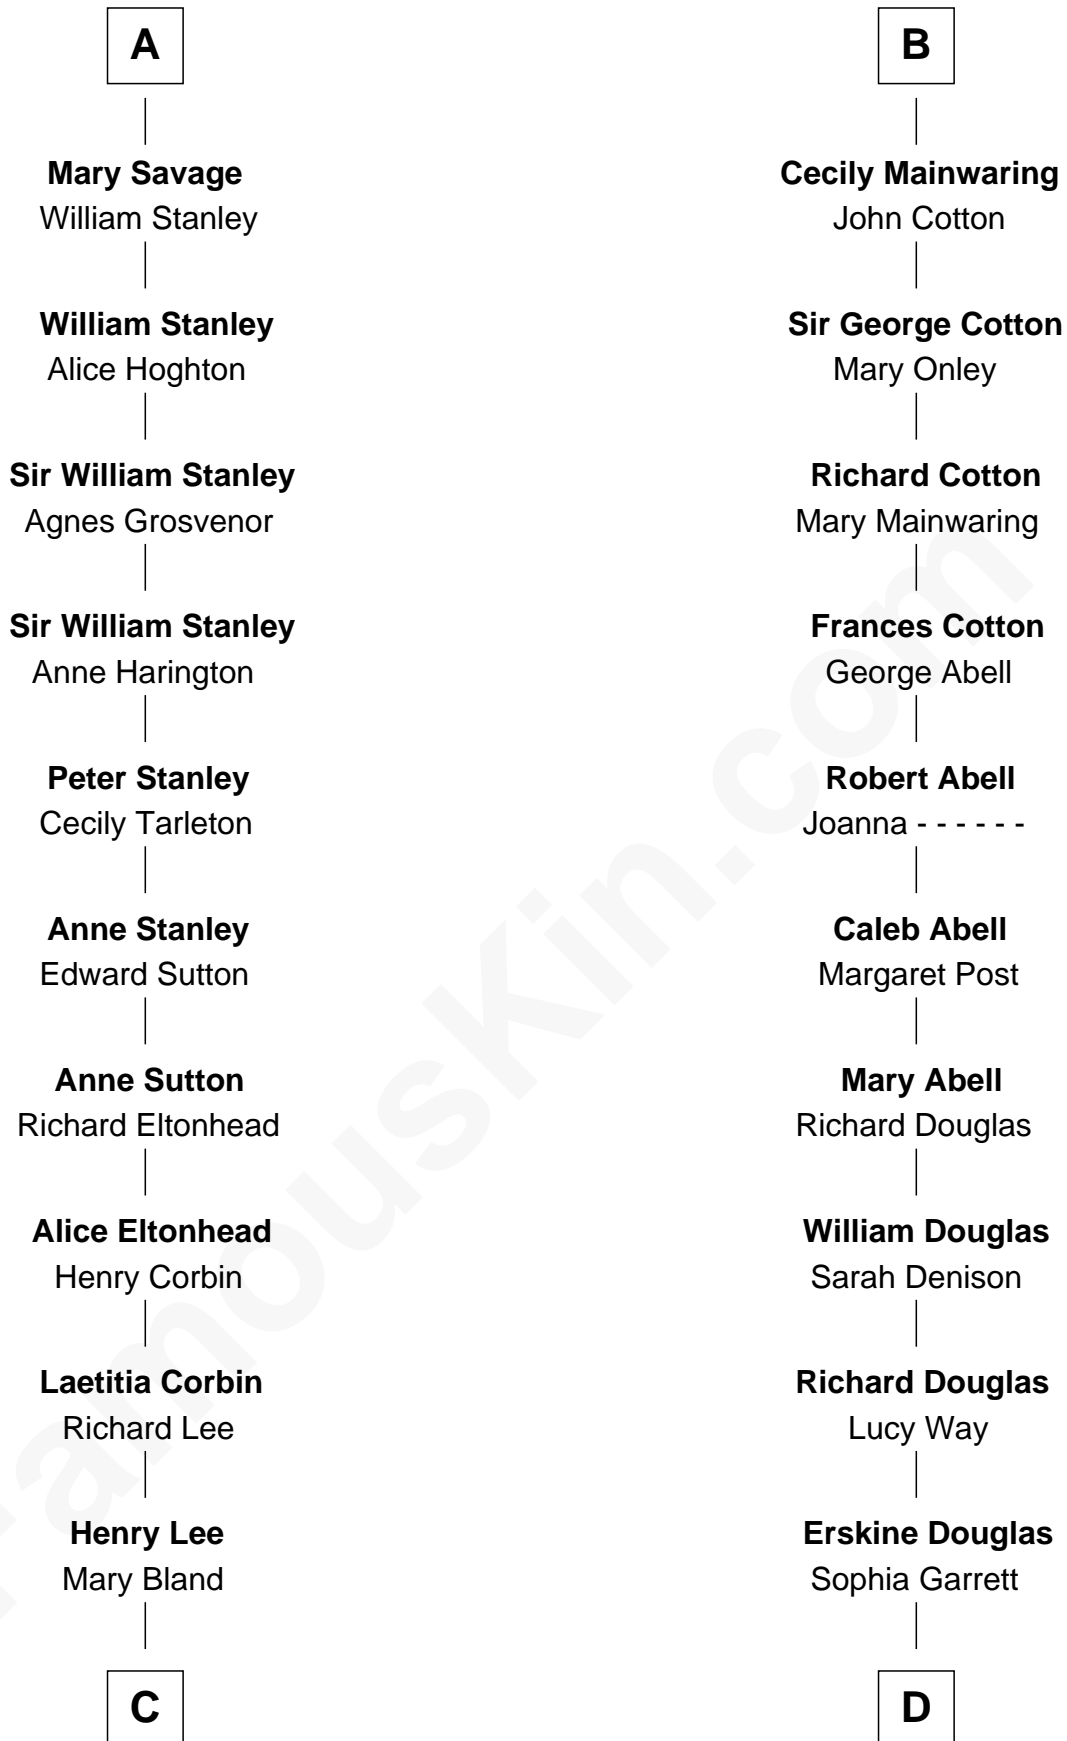 A
Mary Savage
William Stanley
William Stanley
Alice Hoghton
Sir William Stanley
Agnes Grosvenor
Sir William Stanley
Anne Harington
Peter Stanley
Cecily Tarleton
Anne Stanley
Edward Sutton
Anne Sutton
Richard Eltonhead
Alice Eltonhead
Henry Corbin
Laetitia Corbin
Richard Lee
Henry Lee
Mary Bland
C
B
Cecily Mainwaring
John Cotton
Sir George Cotton
Mary Onley
Richard Cotton
Mary Mainwaring
Frances Cotton
George Abell
Robert Abell
Joanna - - - - - -
Caleb Abell
Margaret Post
Mary Abell
Richard Douglas
William Douglas
Sarah Denison
Richard Douglas
Lucy Way
Erskine Douglas
Sophia Garrett
D
FamousKin.com